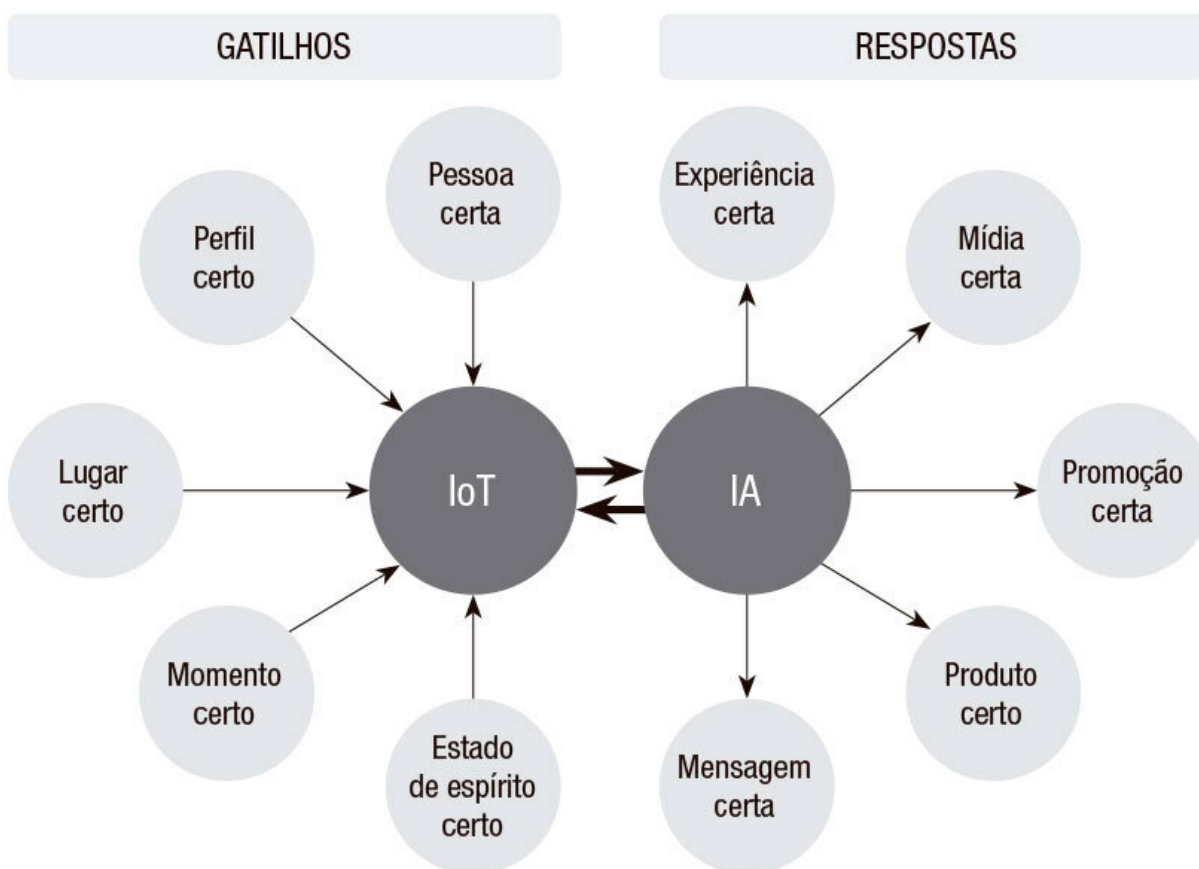 GATILHOS
RESPOSTAS
Pessoa
certa
Perfil
certo
Lugar
certo
Momento
certo
Estado
de espírito
certo
IoT
IA
Experiência
certa
Mídia
certa
Promoção
certa
Produto
certo
Mensagem
certa